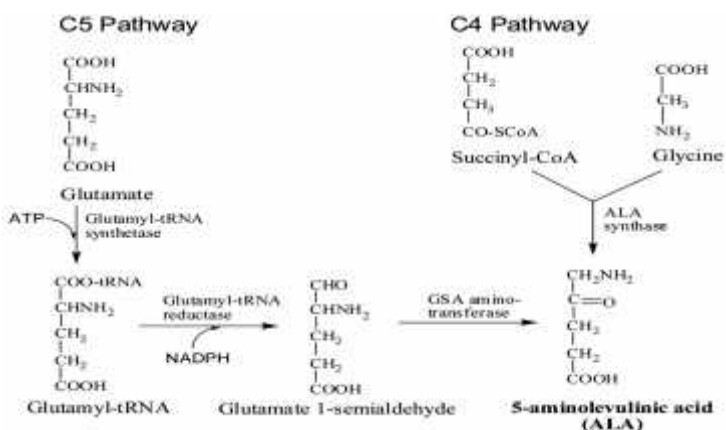 C5 Pathway
COOH
CHNH₂
CH₂
CH₂
COOH
Glutamate
ATP
Glutamyl-tRNA
synthetase
COO-tRNA
CHNH₂
CH₂
CH₂
COOH
Glutamyl-tRNA
Glutamyl-tRNA
reductase
NADPH
CHO
CHNH₂
CH₂
CH₂
COOH
Glutamate 1-semialdehyde
GSA amino-
transferase
C4 Pathway
COOH
CH₂
CH₂
CO-SCoA
Succinyl-CoA
COOH
CH₂
NH₂
Glycine
ALA
synthase
CH₂NH₂
C=O
CH₂
CH₂
COOH
5-aminolevulinic acid
(ALA)